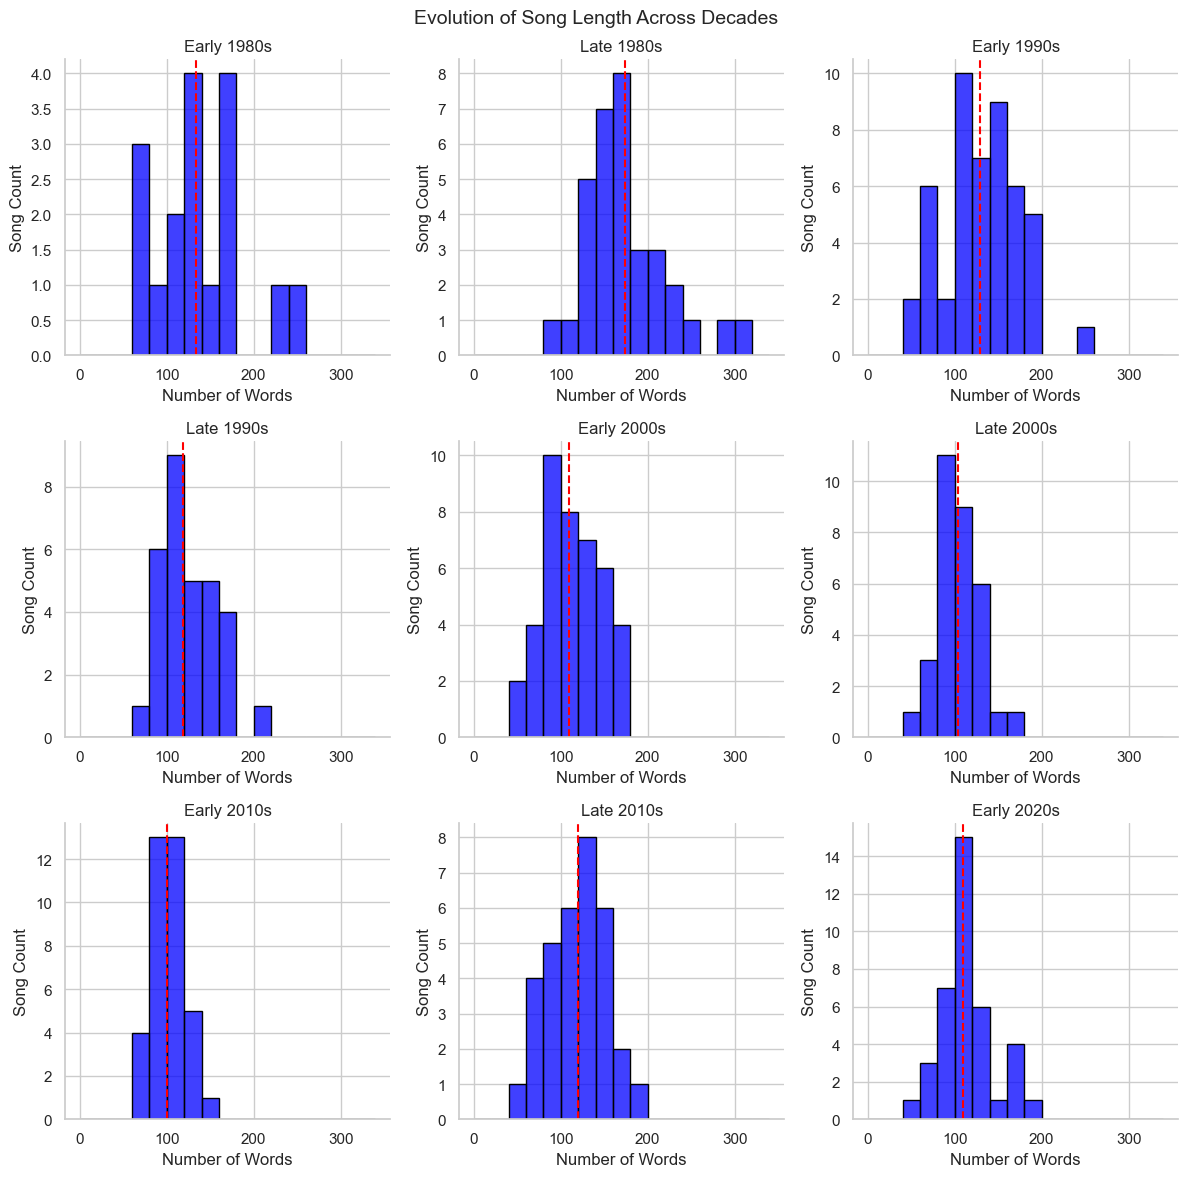 Evolution of Song Length Across Decades
Early 1980s
4.0
3.5
3.0
2.5
2.0
1.5
1.0
0.5
0.0
Song Count
0 100 200 300
Number of Words
Late 1980s
8
7
6
5
4
3
2
1
0
Song Count
0 100 200 300
Number of Words
Early 1990s
10
8
6
4
2
0
Song Count
0 100 200 300
Number of Words
Late 1990s
8
6
4
2
0
Song Count
0 100 200 300
Number of Words
Early 2000s
10
8
6
4
2
0
Song Count
0 100 200 300
Number of Words
Late 2000s
10
8
6
4
2
0
Song Count
0 100 200 300
Number of Words
Early 2010s
12
10
8
6
4
2
0
Song Count
0 100 200 300
Number of Words
Late 2010s
8
7
6
5
4
3
2
1
0
Song Count
0 100 200 300
Number of Words
Early 2020s
14
12
10
8
6
4
2
0
Song Count
0 100 200 300
Number of Words